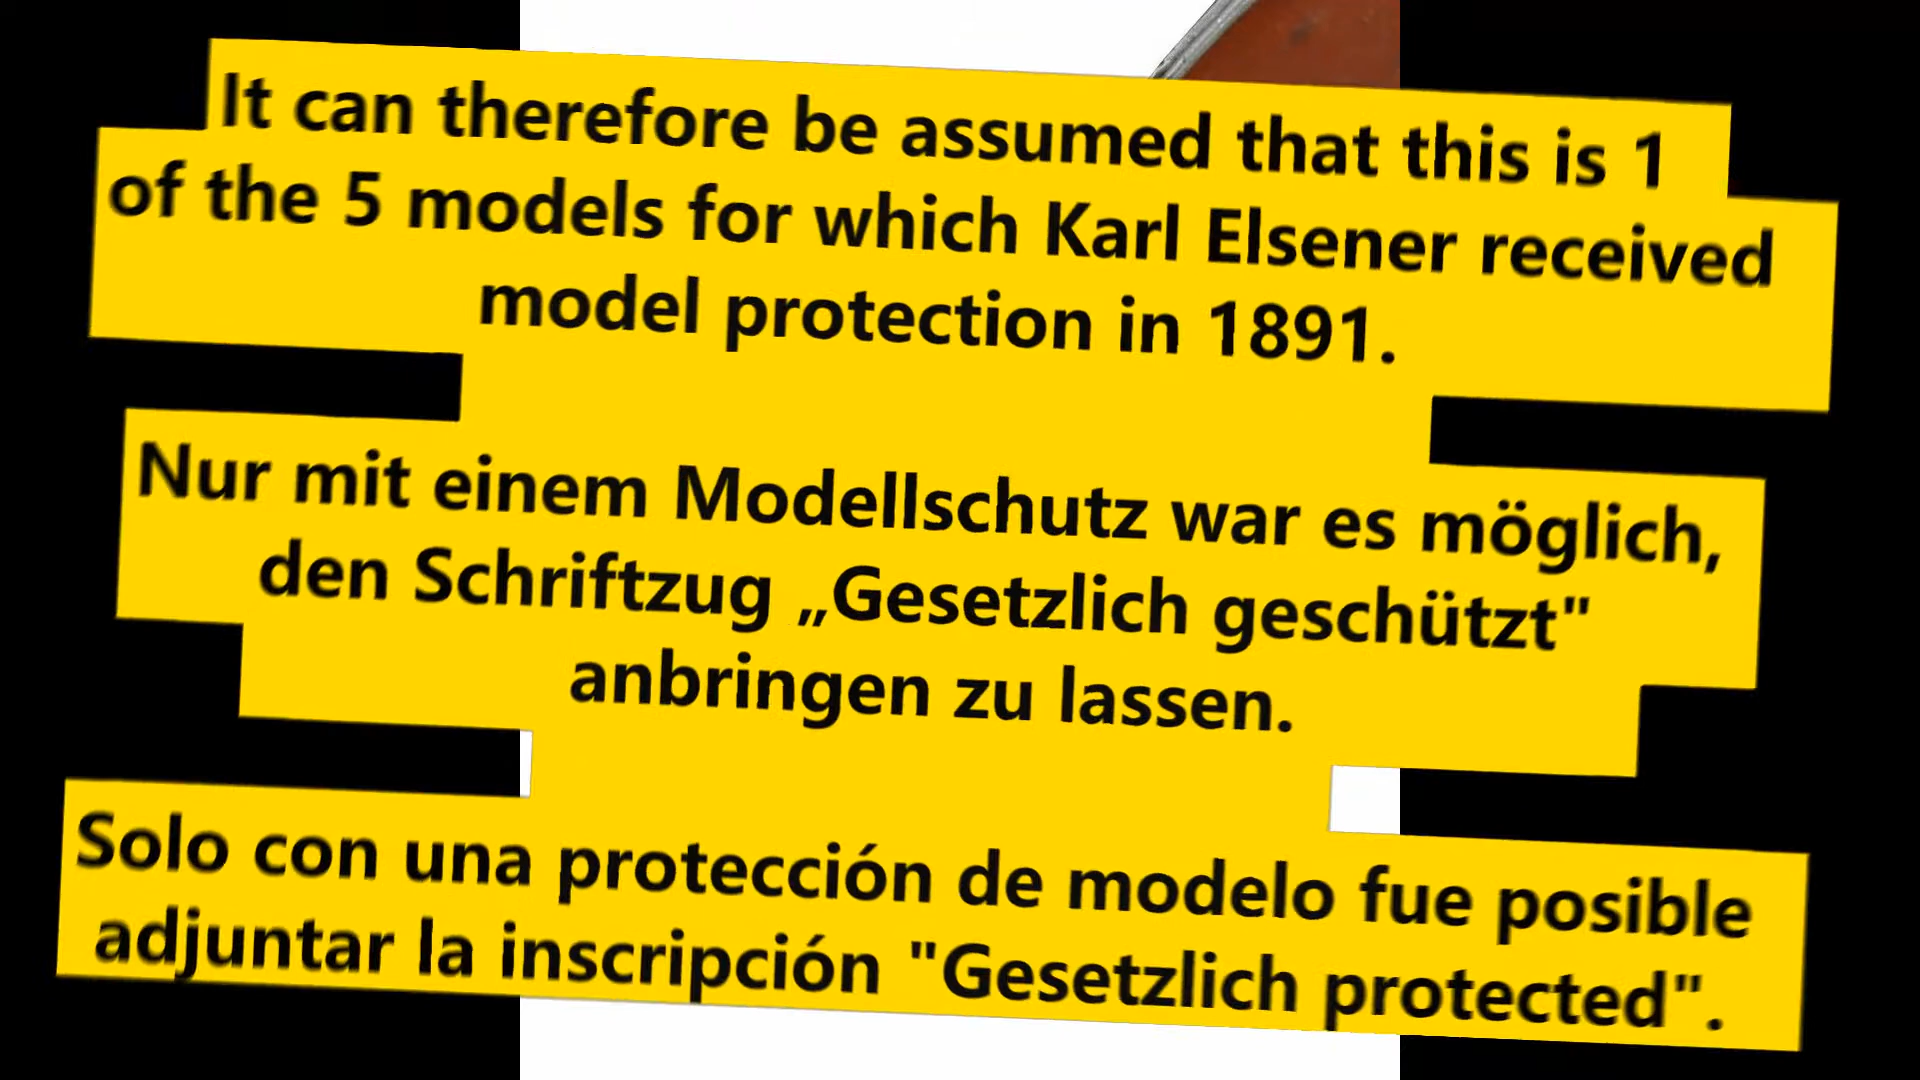 It can therefore be assumed that this is 1
of the 5 models for which Karl Elsener received
model protection in 1891.
Nur mit einem Modellschutz war es möglich,
den Schriftzug „Gesetzlich geschützt"
anbringen zu lassen.
Solo con una protección de modelo fue posible
adjuntar la inscripción "Gesetzlich protected".